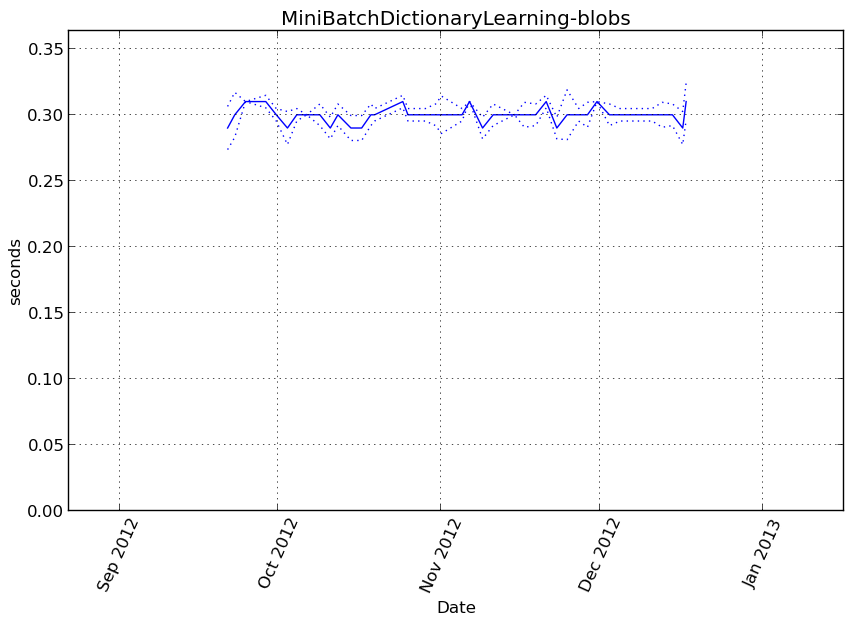 MiniBatchDictionaryLearning-blobs
0.35
0.30
0.25
0.20
0.15
0.10
0.05
0.00
seconds
Sep 2012
Oct 2012
Nov 2012
Dec 2012
Jan 2013
Date